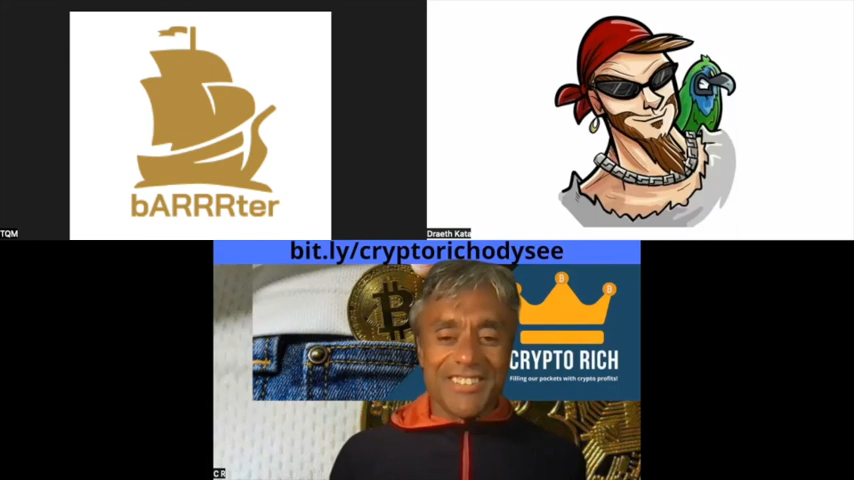 bARRRter
TQM
Draeth Kata
bit.ly/cryptorichodysee
B
B
B
CRYPTO RICH
Filling our pockets with crypto profits!
C R